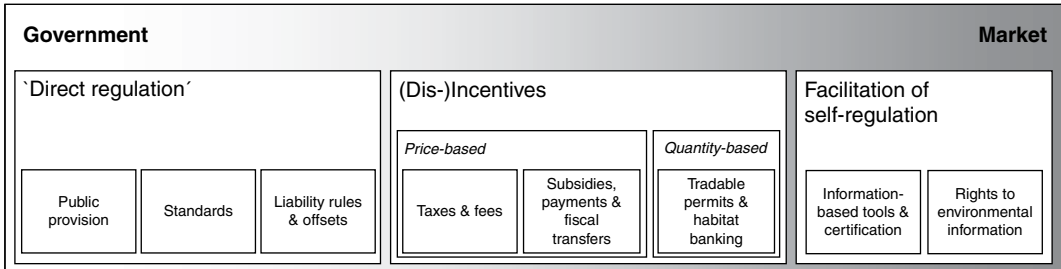 Government
Market
`Direct regulation´
Public
provision
Standards
Liability rules
& offsets
(Dis-)Incentives
Price-based
Taxes & fees
Subsidies,
payments &
fiscal
transfers
Quantity-based
Tradable
permits &
habitat
banking
Facilitation of
self-regulation
Information-
based tools &
certification
Rights to
environmental
information